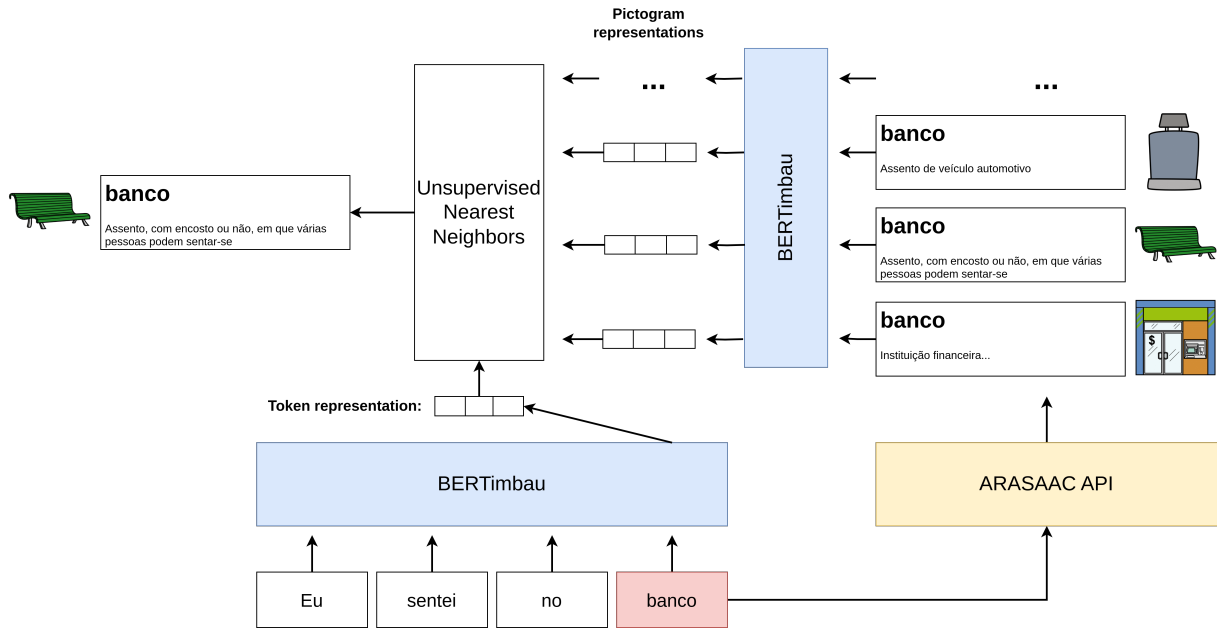 Pictogram
representations
...
...
banco
Assento de veículo automotivo
banco
Assento, com encosto ou não, em que várias
pessoas podem sentar-se
Unsupervised
Nearest
Neighbors
BERTimbau
banco
Assento, com encosto ou não, em que várias
pessoas podem sentar-se
banco
Instituição financeira...
$
Token representation:
BERTimbau
ARASAAC API
Eu
sentei
no
banco